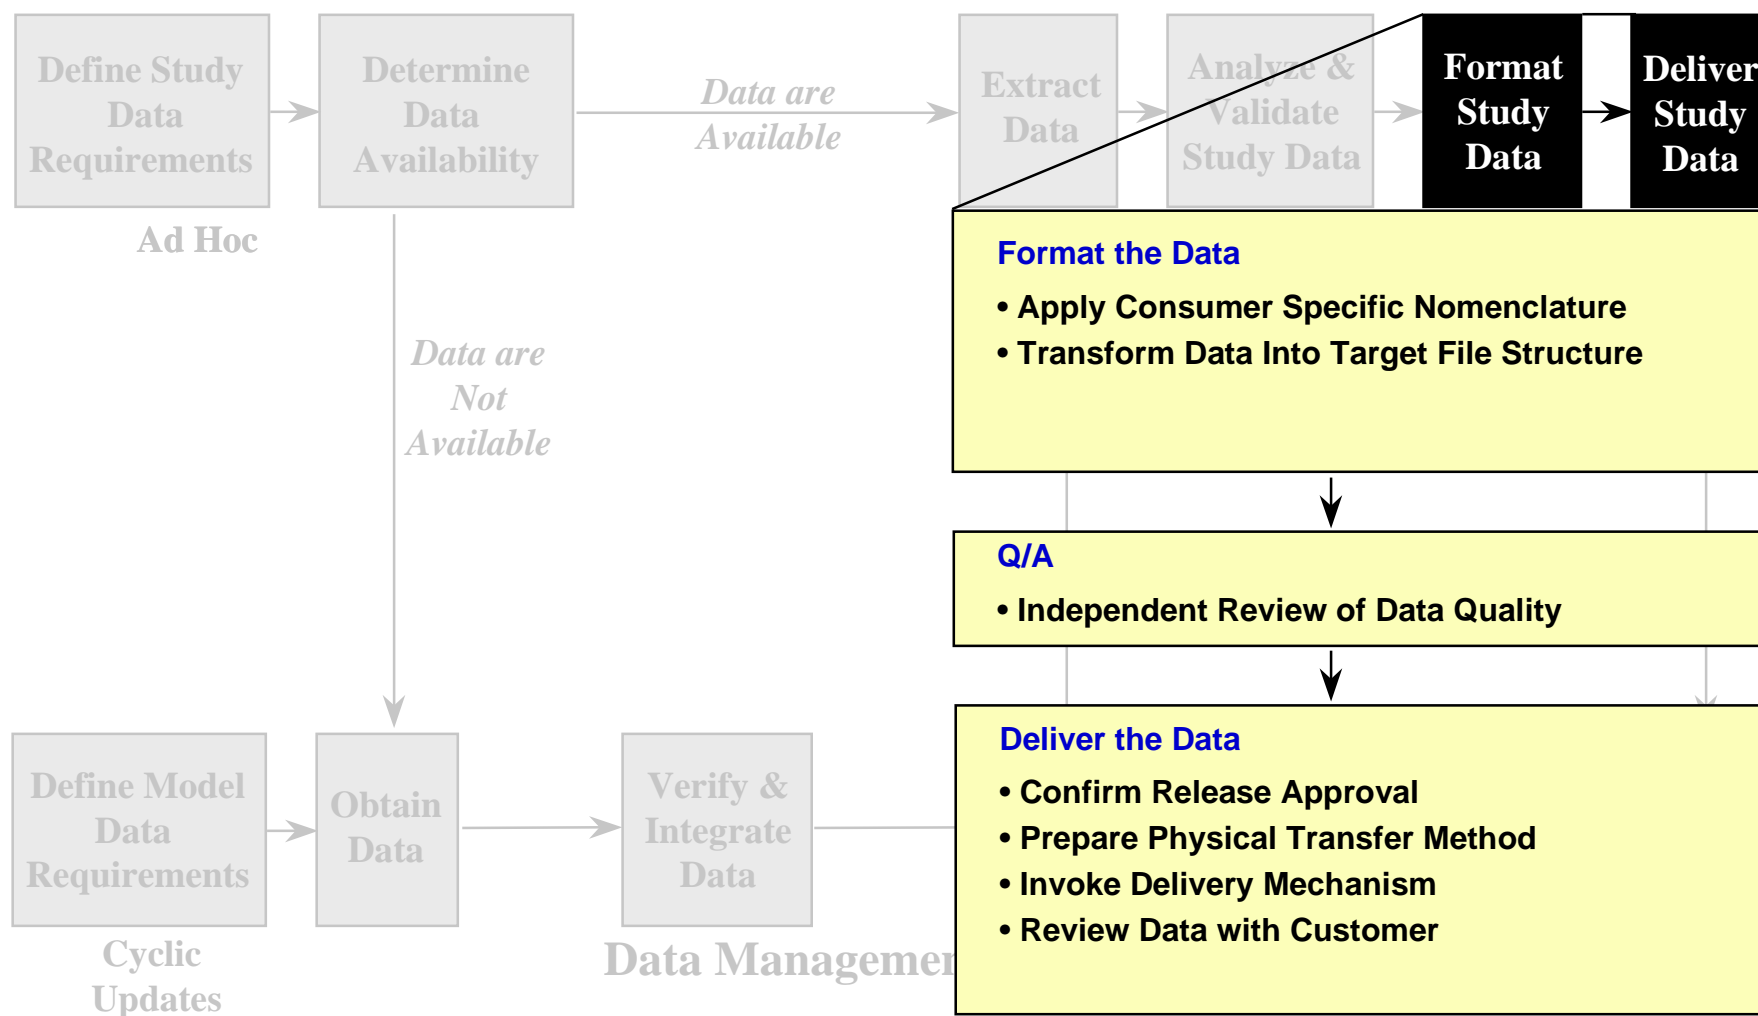 Define Study
Data
Requirements
Determine
Data
Availability
Data are
Available
Extract
Data
Analyze &
Validate
Study Data
Format
Study
Data
Deliver
Study
Data
Ad Hoc
Data are
Not
Available
Format the Data
• Apply Consumer Specific Nomenclature
• Transform Data Into Target File Structure
Q/A
• Independent Review of Data Quality
Deliver the Data
• Confirm Release Approval
• Prepare Physical Transfer Method
• Invoke Delivery Mechanism
• Review Data with Customer
Define Model
Data
Requirements
Obtain
Data
Verify &
Integrate
Data
Cyclic
Updates
Data